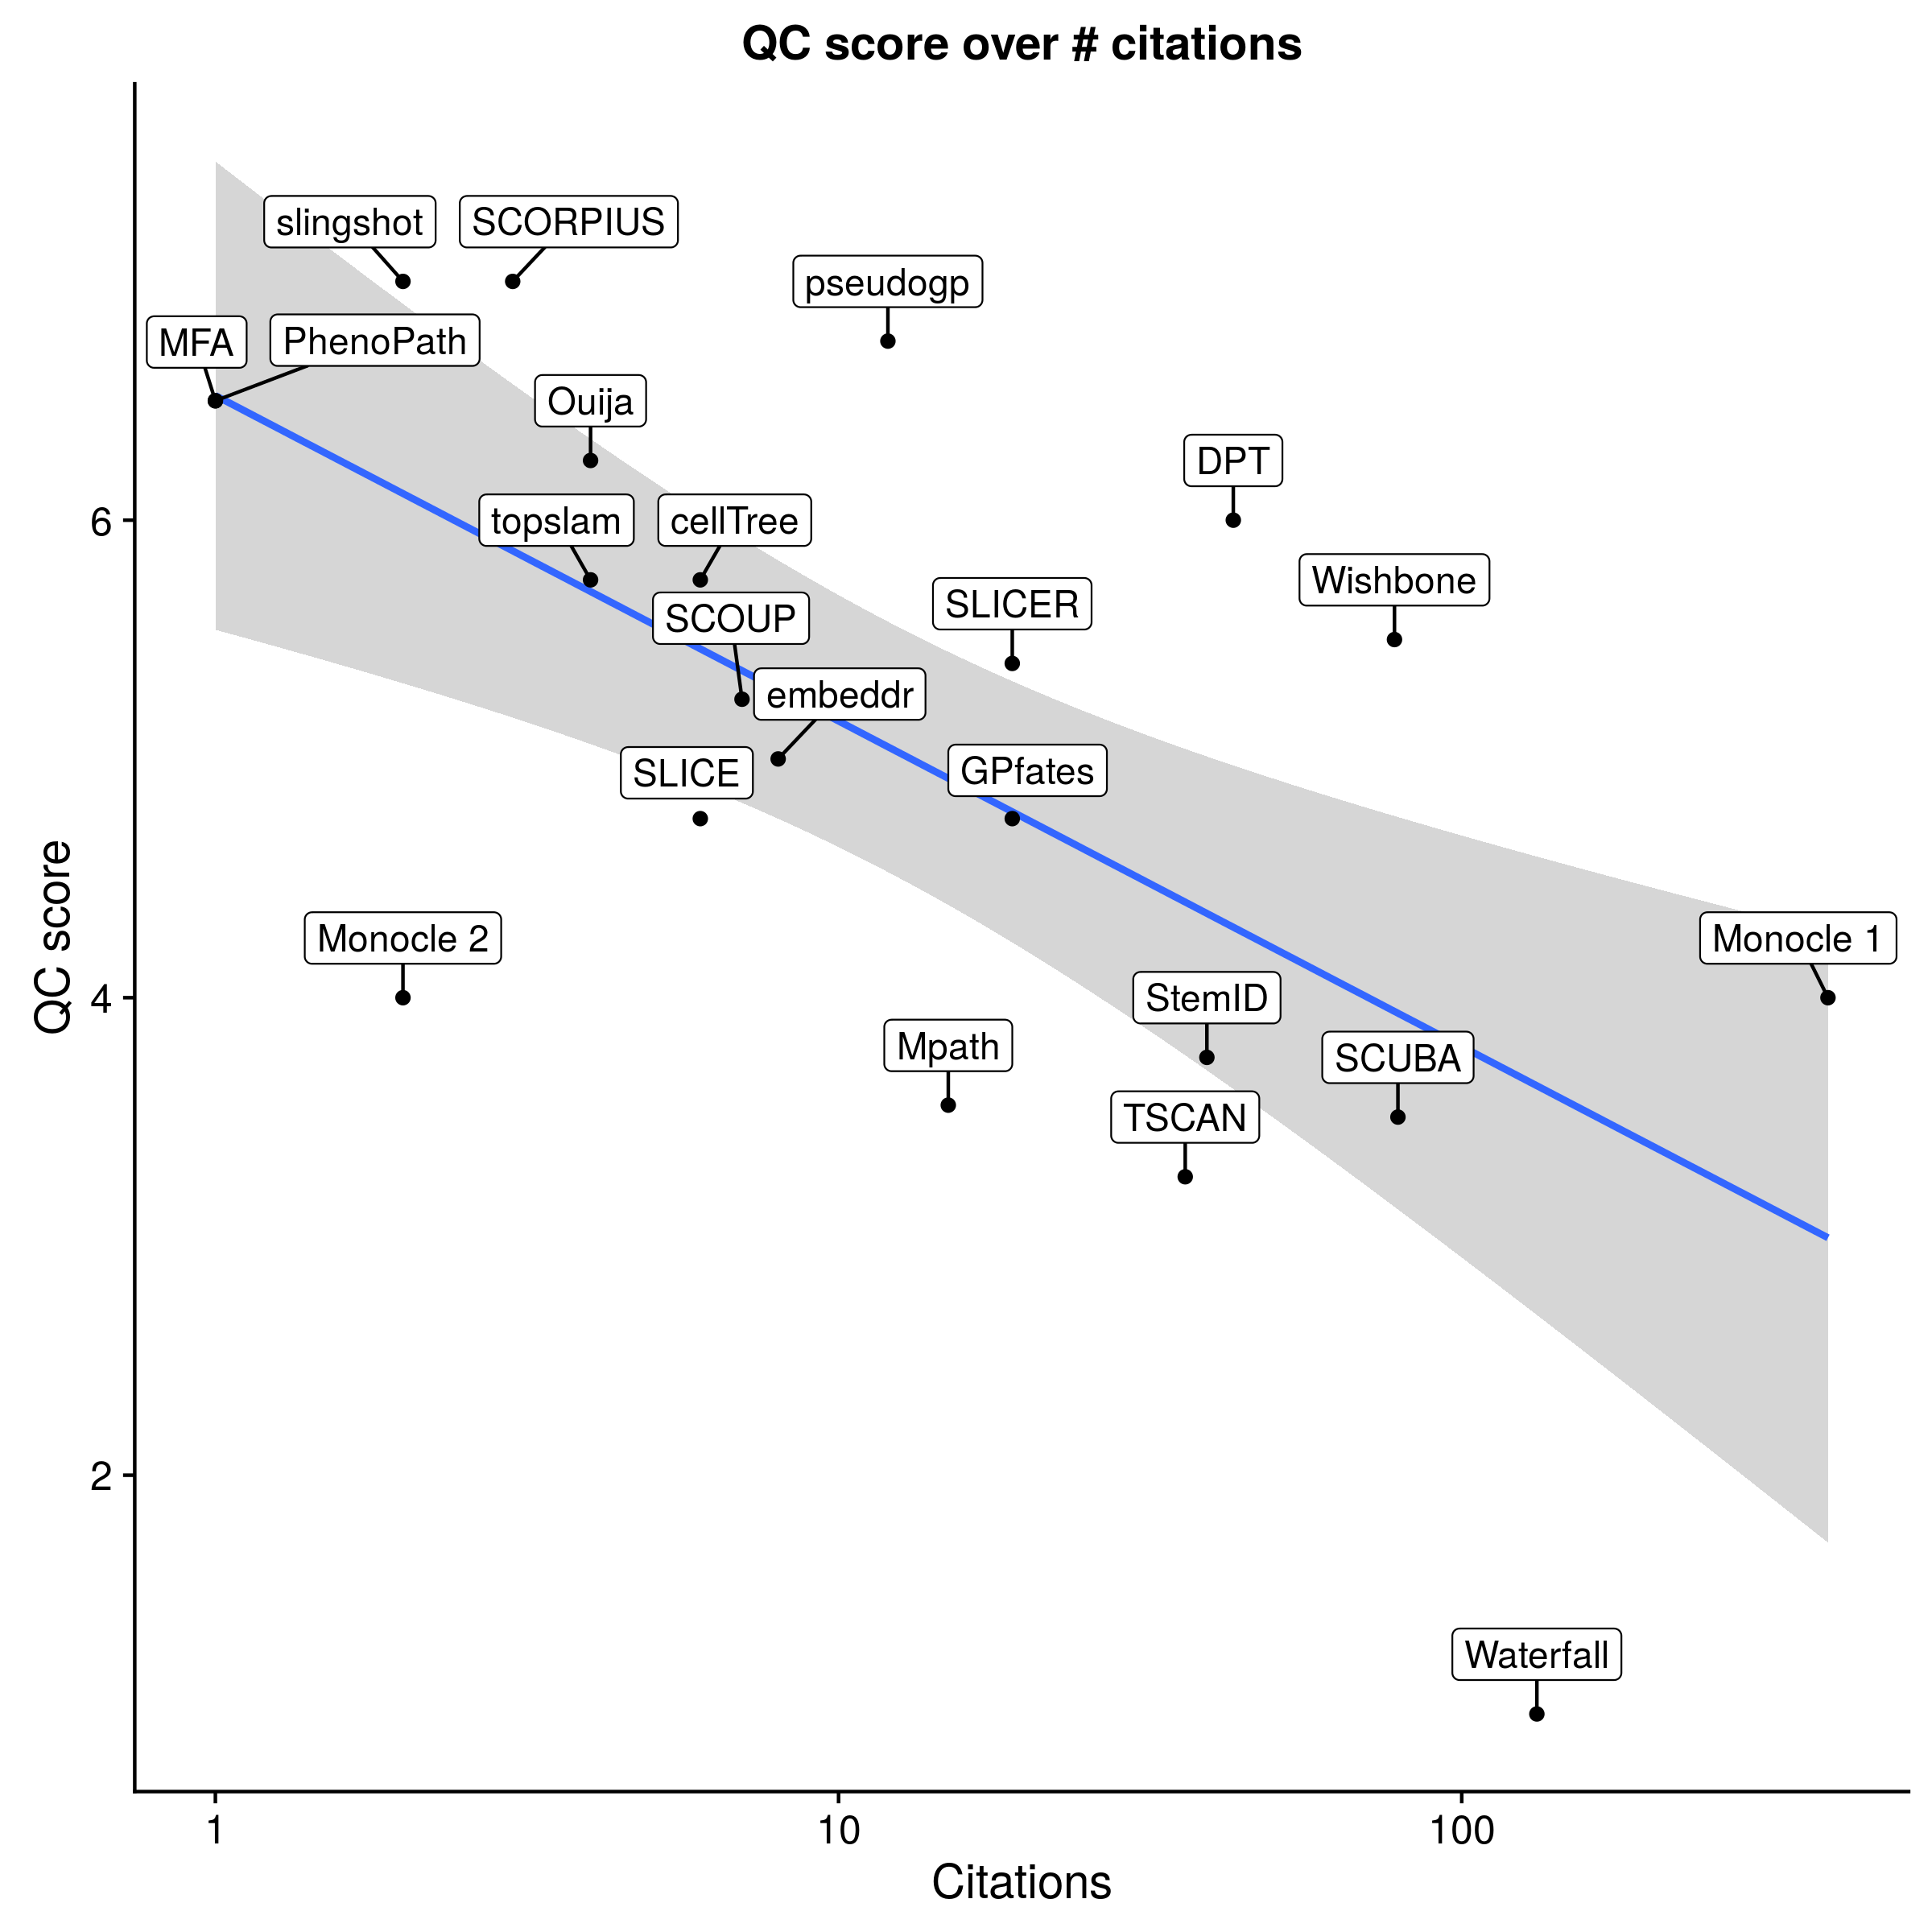 QC score over # citations
slingshot
SCORPIUS
pseudogp
MFA
PhenoPath
Ouija
DPT
topslam
cellTree
Wishbone
SLICER
SCOUP
embeddr
SLICE
GPfates
Monocle 2
Monocle 1
StemID
Mpath
SCUBA
TSCAN
Waterfall
QC score
6
4
2
1
10
100
Citations